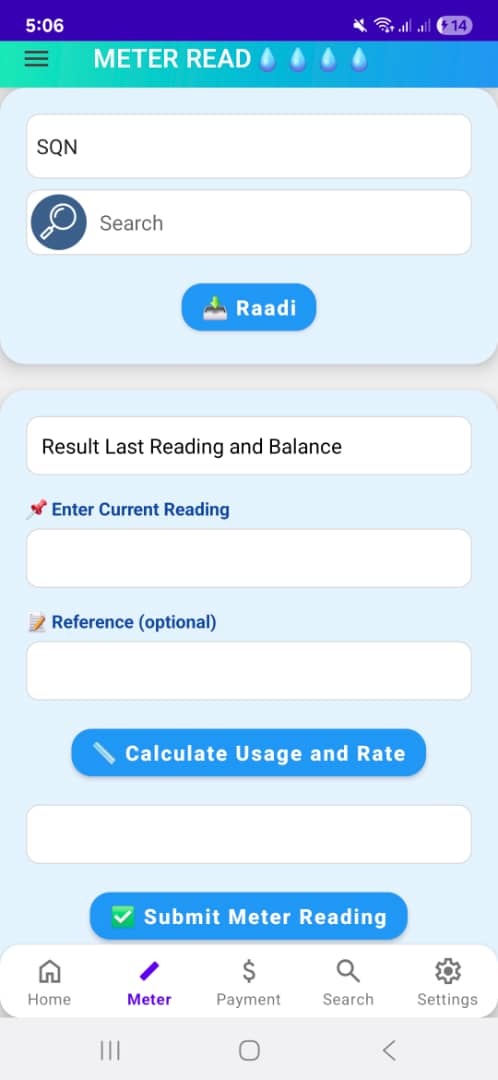 5:06
14
METER READ
SQN
Search
Raadi
Result Last Reading and Balance
Enter Current Reading
Reference (optional)
Calculate Usage and Rate
Submit Meter Reading
Home Meter Payment Search Settings